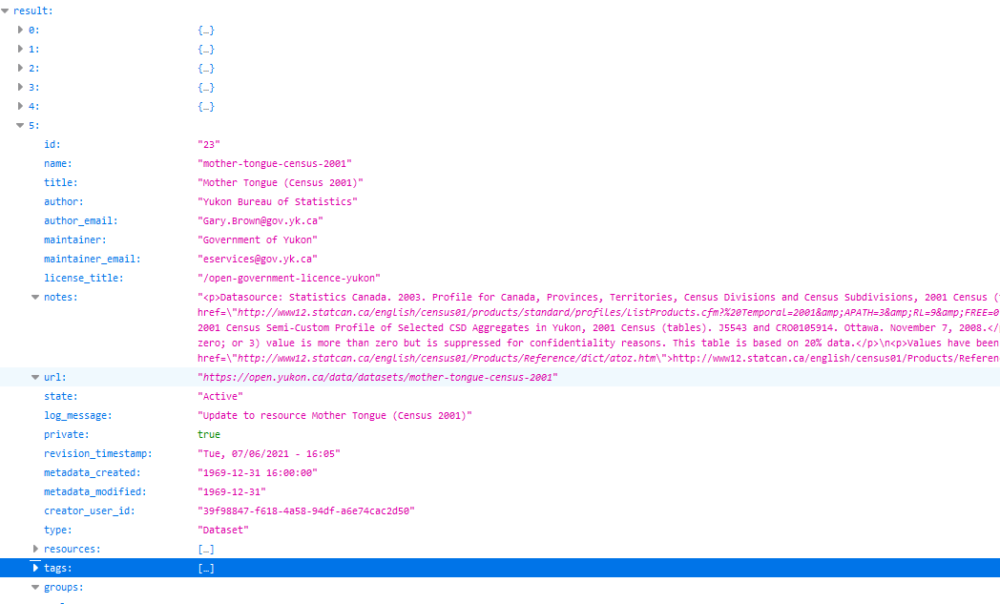 result:
0: {…}
1: {…}
2: {…}
3: {…}
4: {…}
5:
id: "23"
name: "mother-tongue-census-2001"
title: "Mother Tongue (Census 2001)"
author: "Yukon Bureau of Statistics"
author_email: "Gary.Brown@gov.yk.ca"
maintainer: "Government of Yukon"
maintainer_email: "eservices@gov.yk.ca"
license_title: "/open-government-licence-yukon"
notes: "<p>Datasource: Statistics Canada. 2003. Profile for Canada, Provinces, Territories, Census Divisions and Census Subdivisions, 2001 Census (
href=\"http://www12.statcan.ca/english/census01/products/standard/profiles/ListProducts.cfm?%20Temporal=2001&amp;APATH=3&amp;RL=9&amp;FREE=0
2001 Census Semi-Custom Profile of Selected CSD Aggregates in Yukon, 2001 Census (tables). J5543 and CRO0105914. Ottawa. November 7, 2008.</
zero; or 3) value is more than zero but is suppressed for confidentiality reasons. This table is based on 20% data.</p>\n<p>Values have been
href=\"http://www12.statcan.ca/english/census01/Products/Reference/dict/atoz.htm\">http://www12.statcan.ca/english/census01/Products/Referen
url: "https://open.yukon.ca/data/datasets/mother-tongue-census-2001"
state: "Active"
log_message: "Update to resource Mother Tongue (Census 2001)"
private: true
revision_timestamp: "Tue, 07/06/2021 - 16:05"
metadata_created: "1969-12-31 16:00:00"
metadata_modified: "1969-12-31"
creator_user_id: "39f98847-f618-4a58-94df-a6e74cac2d50"
type: "Dataset"
resources: […]
tags: […]
groups: